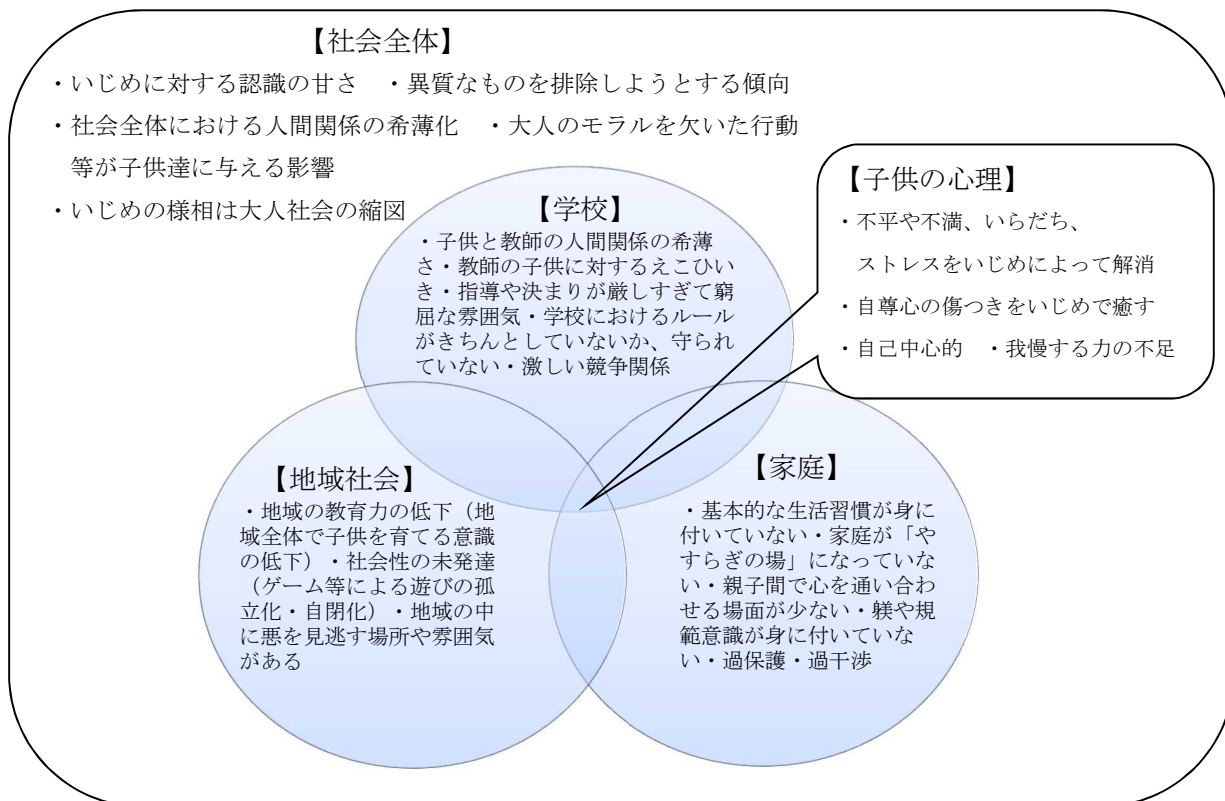 【社会全体】
・いじめに対する認識の甘さ　・異質なものを排除しようとする傾向
・社会全体における人間関係の希薄化　・大人のモラルを欠いた行動
等が子供達に与える影響
・いじめの様相は大人社会の縮図
【子供の心理】
・不平や不満、いらだち、
ストレスをいじめによって解消
・自尊心の傷つきをいじめで癒す
・自己中心的　・我慢する力の不足
【学校】
・子供と教師の人間関係の希薄
さ・教師の子供に対するえこひい
き・指導や決まりが厳しすぎて窮
屈な雰囲気・学校におけるルール
がきちんとしていないか、守られ
ていない・激しい競争関係
【地域社会】
・地域の教育力の低下（地
域全体で子供を育てる意識
の低下）・社会性の未発達
（ゲーム等による遊びの孤
立化・自閉化）・地域の中
に悪を見逃す場所や雰囲気
がある
【家庭】
・基本的な生活習慣が身に
付いていない・家庭が「や
すらぎの場」になっていな
い・親子間で心を通い合わ
せる場面が少ない・躾や規
範意識が身に付いていな
い・過保護・過干渉